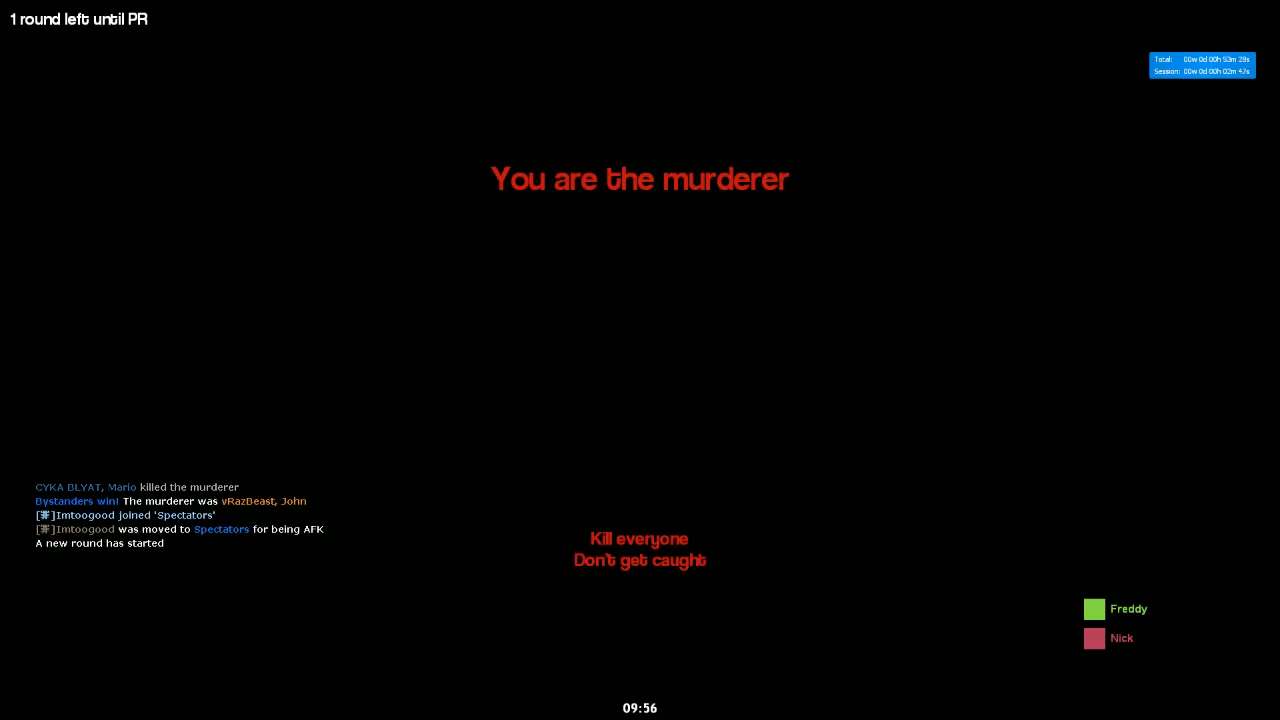 1 round left until PR
Total: 00w 0d 00h 53m 28s
Session: 00w 0d 00h 02m 47s
You are the murderer
CYKA BLYAT, Mario killed the murderer
Bystanders win! The murderer was vRazBeast, John
Imtoogood joined 'Spectators'
Imtoogood was moved to Spectators for being AFK
A new round has started
Kill everyone
Don't get caught
Freddy
Nick
09:56